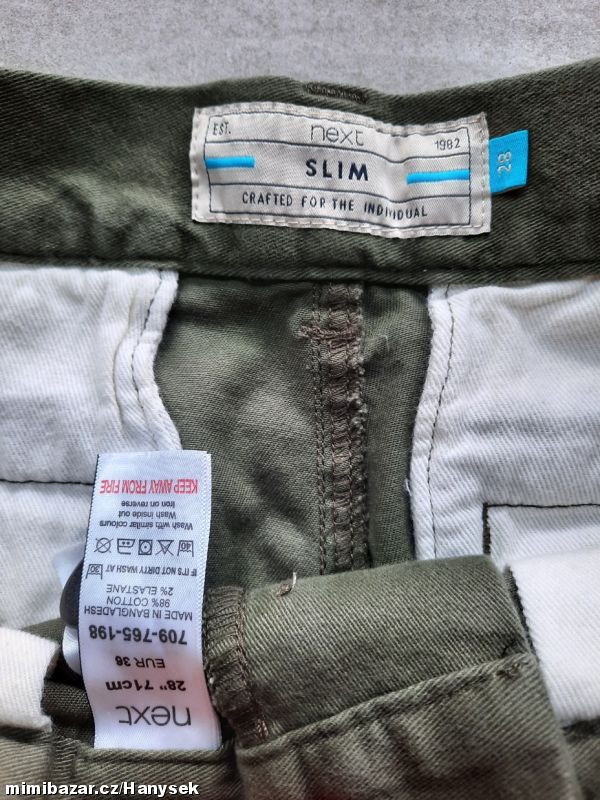 EST. next 1982
SLIM
CRAFTED FOR THE INDIVIDUAL
28
next
28" 71cm
EUR 36
709-765-198
MADE IN BANGLADESH
98% COTTON
2% ELASTANE
IF IT'S NOT DIRTY WASH AT 30
40
Wash with similar colours
Wash inside out
Iron on reverse
KEEP AWAY FROM FIRE
mimibazar.cz/Hanysek